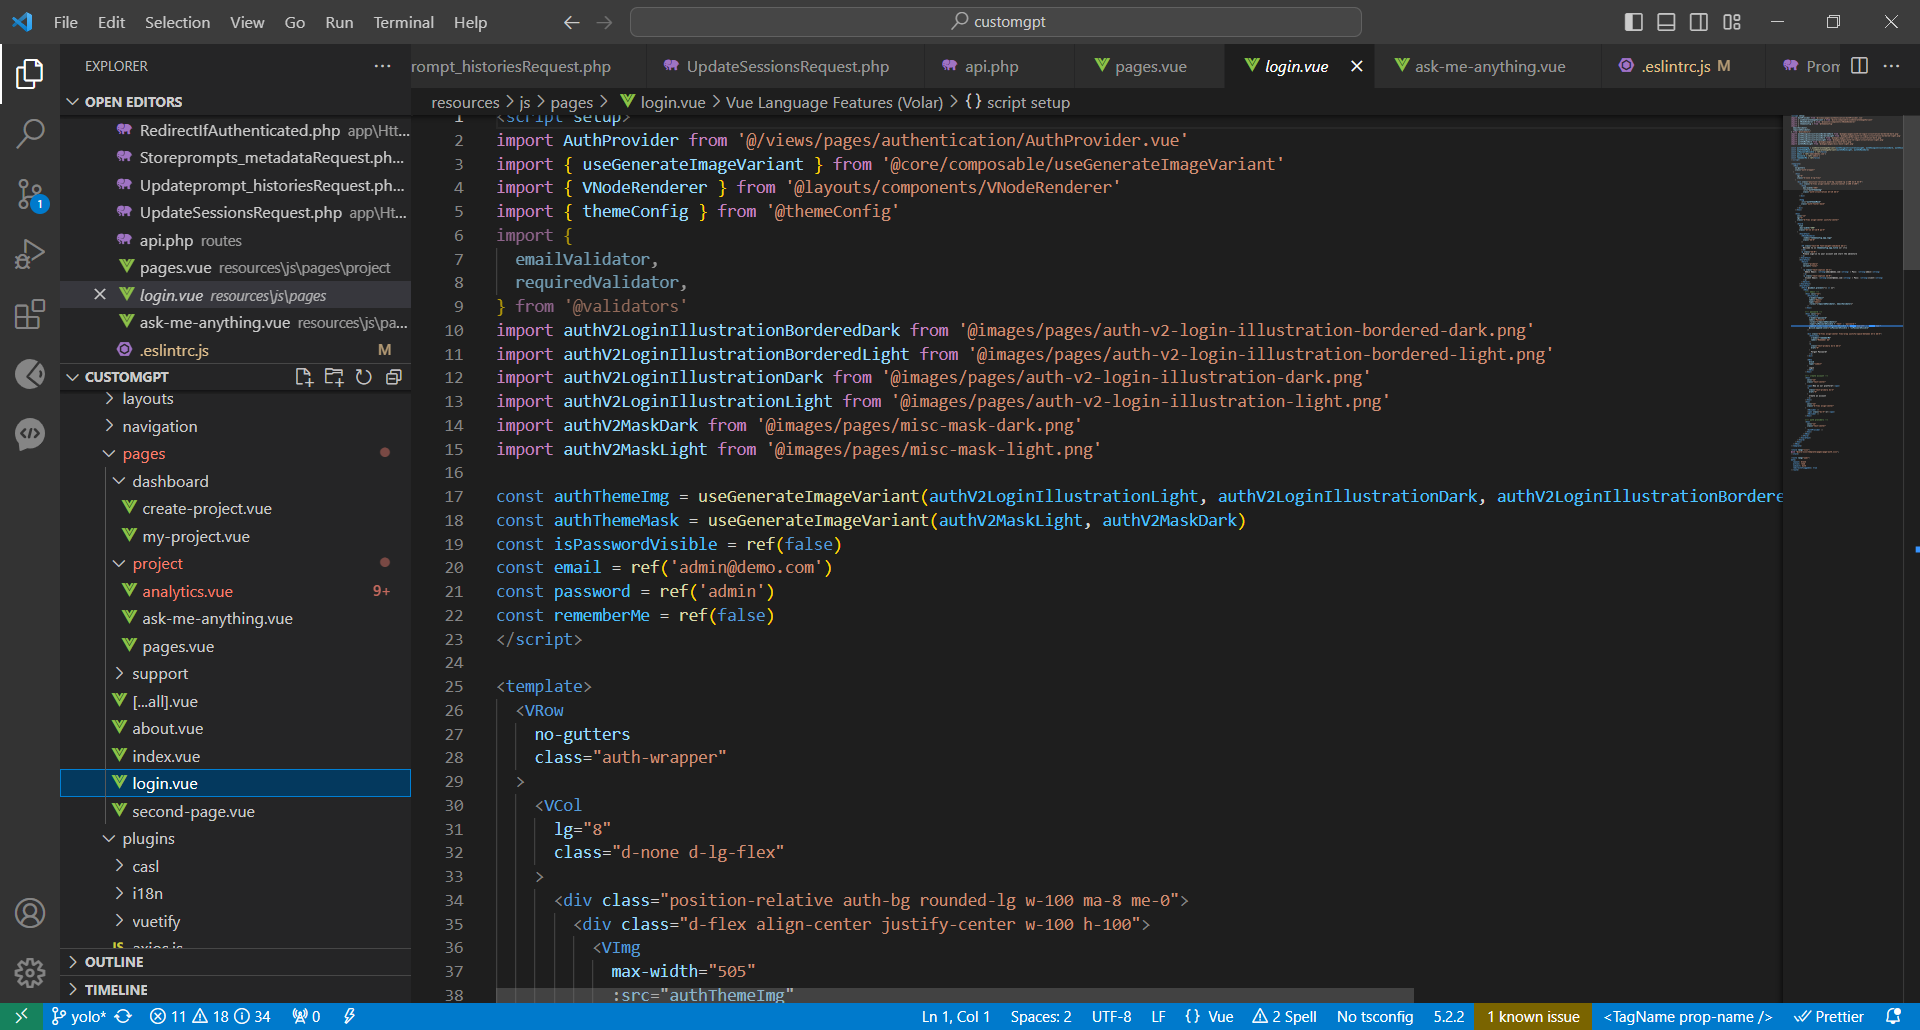 File Edit Selection View Go Run Terminal Help
customgpt
EXPLORER
OPEN EDITORS
RedirectIfAuthenticated.php app\Htt...
Storeprompts_metadataRequest.ph...
Updateprompt_historiesRequest.ph...
UpdateSessionsRequest.php app\Ht...
api.php routes
pages.vue resources\js\pages\project
login.vue resources\js\pages
ask-me-anything.vue resources\js\pa...
.eslintrc.js M
CUSTOMGPT
layouts
navigation
pages
dashboard
create-project.vue
my-project.vue
project
analytics.vue 9+
ask-me-anything.vue
pages.vue
support
[...all].vue
about.vue
index.vue
login.vue
second-page.vue
plugins
casl
i18n
vuetify
JS axios.js
OUTLINE
TIMELINE
1
rompt_historiesRequest.php UpdateSessionsRequest.php api.php pages.vue login.vue ask-me-anything.vue .eslintrc.js M Pron
resources > js > pages > login.vue > Vue Language Features (Volar) > {} script setup
1 <script setup>
2 import AuthProvider from '@/views/pages/authentication/AuthProvider.vue'
3 import { useGenerateImageVariant } from '@core/composable/useGenerateImageVariant'
4 import { VNodeRenderer } from '@layouts/components/VNodeRenderer'
5 import { themeConfig } from '@themeConfig'
6 import {
7 emailValidator,
8 requiredValidator,
9 } from '@validators'
10 import authV2LoginIllustrationBorderedDark from '@images/pages/auth-v2-login-illustration-bordered-dark.png'
11 import authV2LoginIllustrationBorderedLight from '@images/pages/auth-v2-login-illustration-bordered-light.png'
12 import authV2LoginIllustrationDark from '@images/pages/auth-v2-login-illustration-dark.png'
13 import authV2LoginIllustrationLight from '@images/pages/auth-v2-login-illustration-light.png'
14 import authV2MaskDark from '@images/pages/misc-mask-dark.png'
15 import authV2MaskLight from '@images/pages/misc-mask-light.png'
16
17 const authThemeImg = useGenerateImageVariant(authV2LoginIllustrationLight, authV2LoginIllustrationDark, authV2LoginIllustrationBordere
18 const authThemeMask = useGenerateImageVariant(authV2MaskLight, authV2MaskDark)
19 const isPasswordVisible = ref(false)
20 const email = ref('admin@demo.com')
21 const password = ref('admin')
22 const rememberMe = ref(false)
23 </script>
24
25 <template>
26 <VRow
27 no-gutters
28 class="auth-wrapper"
29 >
30 <VCol
31 lg="8"
32 class="d-none d-lg-flex"
33 >
34 <div class="position-relative auth-bg rounded-lg w-100 ma-8 me-0">
35 <div class="d-flex align-center justify-center w-100 h-100">
36 <VImg
37 max-width="505"
38 :src="authThemeImg"
yolo* 11 18 34 0 Ln 1, Col 1 Spaces: 2 UTF-8 LF {} Vue 2 Spell No tsconfig 5.2.2 1 known issue <TagName prop-name /> Prettier